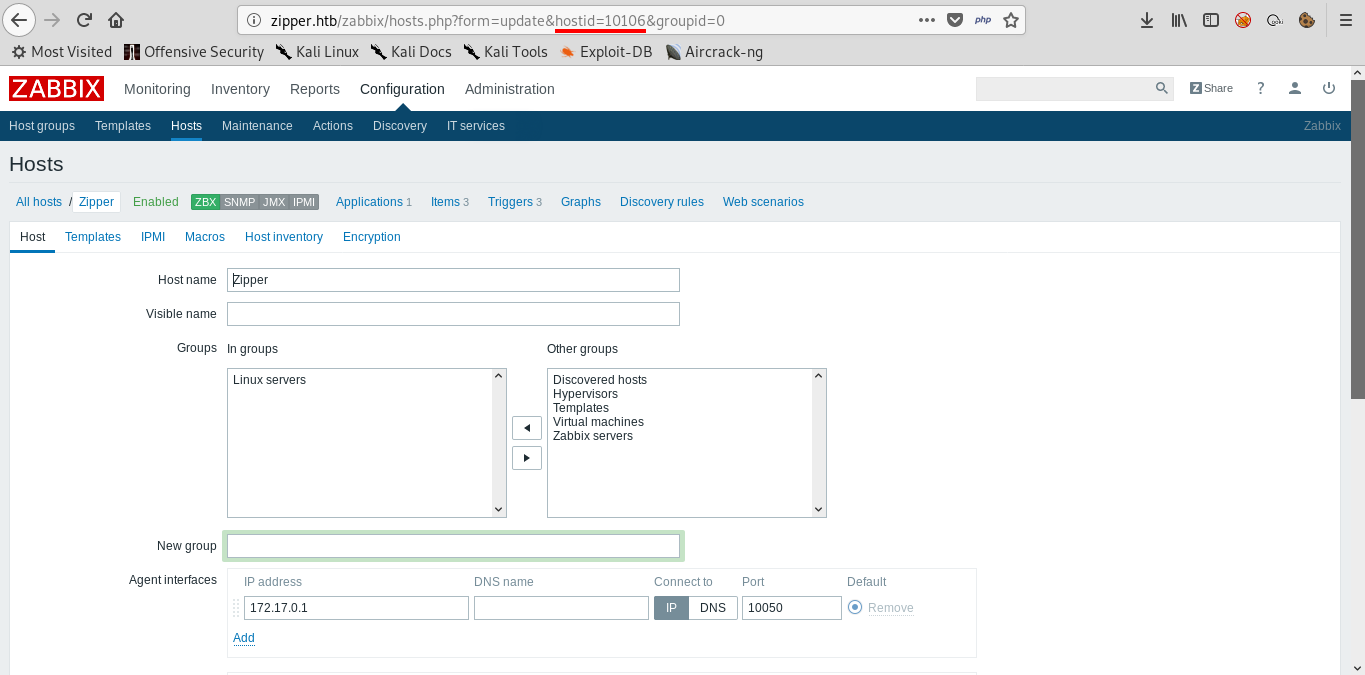 zipper.htb/zabbix/hosts.php?form=update&hostid=10106&groupid=0
php
Most Visited Offensive Security Kali Linux Kali Docs Kali Tools Exploit-DB Aircrack-ng
ZABBIX Monitoring Inventory Reports Configuration Administration Z Share ?
Host groups Templates Hosts Maintenance Actions Discovery IT services Zabbix
Hosts
All hosts / Zipper Enabled ZBX SNMP JMX IPMI Applications 1 Items 3 Triggers 3 Graphs Discovery rules Web scenarios
Host Templates IPMI Macros Host inventory Encryption
Host name Zipper
Visible name
Groups In groups Other groups
Linux servers Discovered hosts
Hypervisors
Templates
Virtual machines
Zabbix servers
New group
Agent interfaces IP address DNS name Connect to Port Default
172.17.0.1 IP DNS 10050 Remove
Add